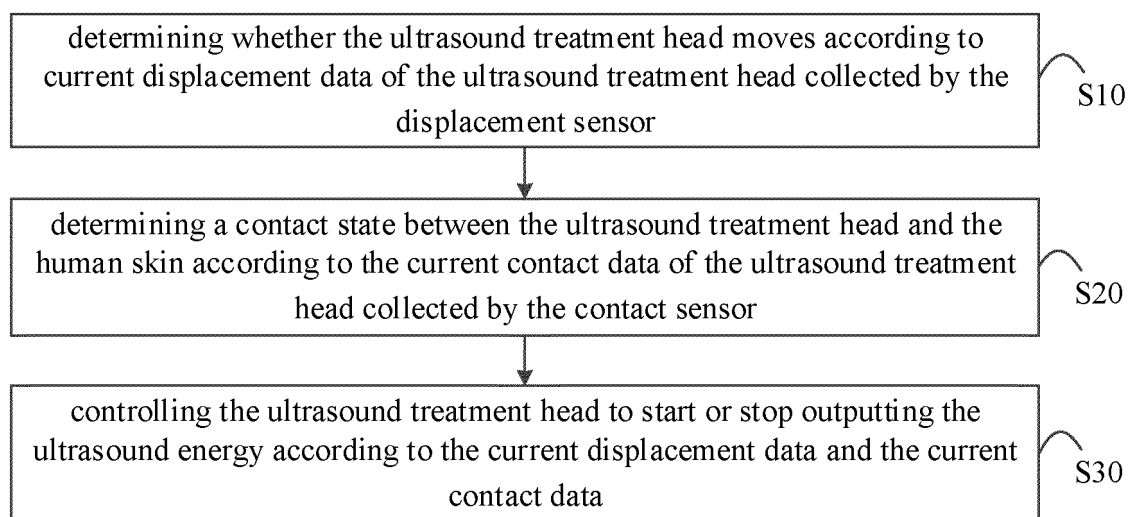 determining whether the ultrasound treatment head moves according to
current displacement data of the ultrasound treatment head collected by the
displacement sensor
S10
determining a contact state between the ultrasound treatment head and the
human skin according to the current contact data of the ultrasound treatment
head collected by the contact sensor
S20
controlling the ultrasound treatment head to start or stop outputting the
ultrasound energy according to the current displacement data and the current
contact data
S30